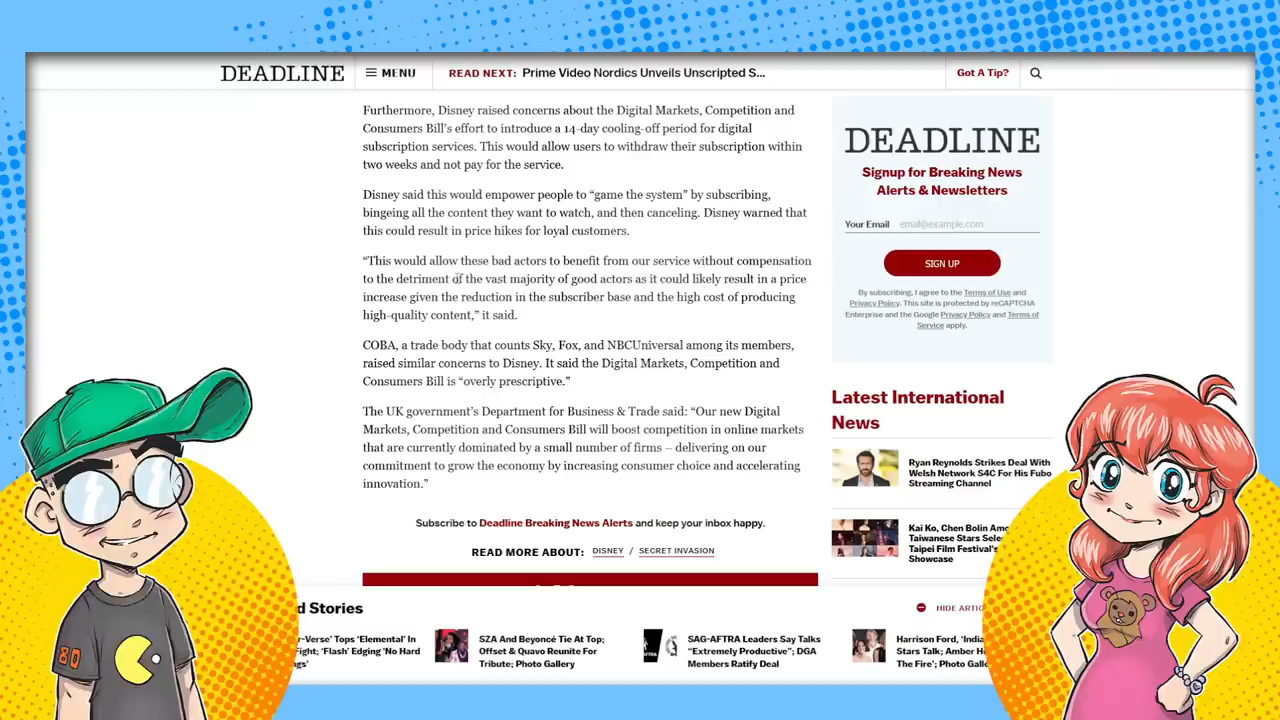 DEADLINE
MENU
READ NEXT: Prime Video Nordics Unveils Unscripted S...
Got A Tip?
Furthermore, Disney raised concerns about the Digital Markets, Competition and
Consumers Bill's effort to introduce a 14-day cooling-off period for digital
subscription services. This would allow users to withdraw their subscription within
two weeks and not pay for the service.
Disney said this would empower people to “game the system” by subscribing,
bingeing all the content they want to watch, and then canceling. Disney warned that
this could result in price hikes for loyal customers.
“This would allow these bad actors to benefit from our service without compensation
to the detriment of the vast majority of good actors as it could likely result in a price
increase given the reduction in the subscriber base and the high cost of producing
high-quality content,” it said.
COBA, a trade body that counts Sky, Fox, and NBCUniversal among its members,
raised similar concerns to Disney. It said the Digital Markets, Competition and
Consumers Bill is “overly prescriptive.”
The UK government's Department for Business & Trade said: “Our new Digital
Markets, Competition and Consumers Bill will boost competition in online markets
that are currently dominated by a small number of firms – delivering on our
commitment to grow the economy by increasing consumer choice and accelerating
innovation.”
Subscribe to Deadline Breaking News Alerts and keep your inbox happy.
READ MORE ABOUT: DISNEY / SECRET INVASION
DEADLINE
Signup for Breaking News
Alerts & Newsletters
Your Email email@example.com
SIGN UP
By subscribing, I agree to the Terms of Use and
Privacy Policy. This site is protected by reCAPTCHA
Enterprise and the Google Privacy Policy and Terms of
Service apply.
Latest International
News
Ryan Reynolds Strikes Deal With
Welsh Network S4C For His Fubo
Streaming Channel
Kai Ko, Chen Bolin Amo
Taiwanese Stars Sele
Taipei Film Festival's
Showcase
d Stories
HIDE ARTIC
r-Verse' Tops 'Elemental' In
ight; 'Flash' Edging 'No Hard
ngs'
SZA And Beyoncé Tie At Top;
Offset & Quavo Reunite For
Tribute; Photo Gallery
SAG-AFTRA Leaders Say Talks
“Extremely Productive”; DGA
Members Ratify Deal
Harrison Ford, 'India
Stars Talk; Amber He
The Fire'; Photo Galle
80